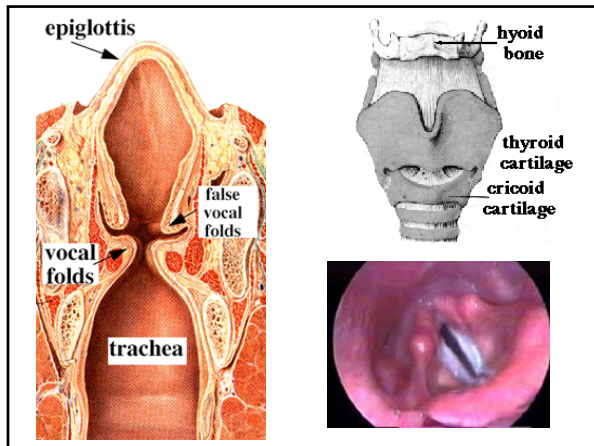 epiglottis
false
vocal
folds
vocal
folds
trachea
hyoid
bone
thyroid
cartilage
cricoid
cartilage